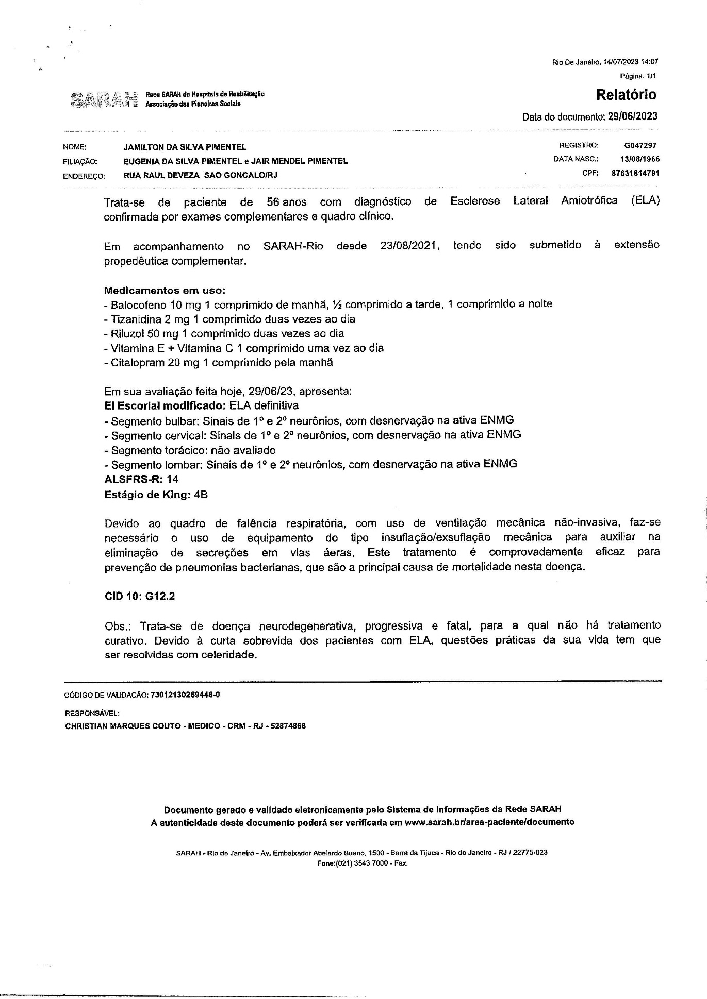 Rio De Janeiro, 14/07/2023 14:07
Página: 1/1
SARAH Rede SARAH de Hospitais de Reabilitação
Associação das Pioneiras Sociais
Relatório
Data do documento: 29/06/2023
NOME: JAMILTON DA SILVA PIMENTEL REGISTRO: G047297
FILIAÇÃO: EUGENIA DA SILVA PIMENTEL e JAIR MENDEL PIMENTEL DATA NASC.: 13/08/1966
ENDEREÇO: RUA RAUL DEVEZA SAO GONCALO/RJ CPF: 87631814791
Trata-se de paciente de 56 anos com diagnóstico de Esclerose Lateral Amiotrófica (ELA)
confirmada por exames complementares e quadro clínico.
Em acompanhamento no SARAH-Rio desde 23/08/2021, tendo sido submetido à extensão
propedêutica complementar.
Medicamentos em uso:
- Balocofeno 10 mg 1 comprimido de manhã, ½ comprimido a tarde, 1 comprimido a noite
- Tizanidina 2 mg 1 comprimido duas vezes ao dia
- Riluzol 50 mg 1 comprimido duas vezes ao dia
- Vitamina E + Vitamina C 1 comprimido uma vez ao dia
- Citalopram 20 mg 1 comprimido pela manhã
Em sua avaliação feita hoje, 29/06/23, apresenta:
El Escorial modificado: ELA definitiva
- Segmento bulbar: Sinais de 1º e 2º neurônios, com desnervação na ativa ENMG
- Segmento cervical: Sinais de 1º e 2º neurônios, com desnervação na ativa ENMG
- Segmento torácico: não avaliado
- Segmento lombar: Sinais de 1º e 2º neurônios, com desnervação na ativa ENMG
ALSFRS-R: 14
Estágio de King: 4B
Devido ao quadro de falência respiratória, com uso de ventilação mecânica não-invasiva, faz-se
necessário o uso de equipamento do tipo insuflação/exsuflação mecânica para auxiliar na
eliminação de secreções em vias áeras. Este tratamento é comprovadamente eficaz para
prevenção de pneumonias bacterianas, que são a principal causa de mortalidade nesta doença.
CID 10: G12.2
Obs.: Trata-se de doença neurodegenerativa, progressiva e fatal, para a qual não há tratamento
curativo. Devido à curta sobrevida dos pacientes com ELA, questões práticas da sua vida tem que
ser resolvidas com celeridade.
CÓDIGO DE VALIDAÇÃO: 73012130269448-0
RESPONSÁVEL:
CHRISTIAN MARQUES COUTO - MEDICO - CRM - RJ - 52874868
Documento gerado e validado eletronicamente pelo Sistema de Informações da Rede SARAH
A autenticidade deste documento poderá ser verificada em www.sarah.br/area-paciente/documento
SARAH - Rio de Janeiro - Av. Embaixador Abelardo Bueno, 1500 - Barra da Tijuca - Rio de Janeiro - RJ / 22775-023
Fone:(021) 3543 7000 - Fax: